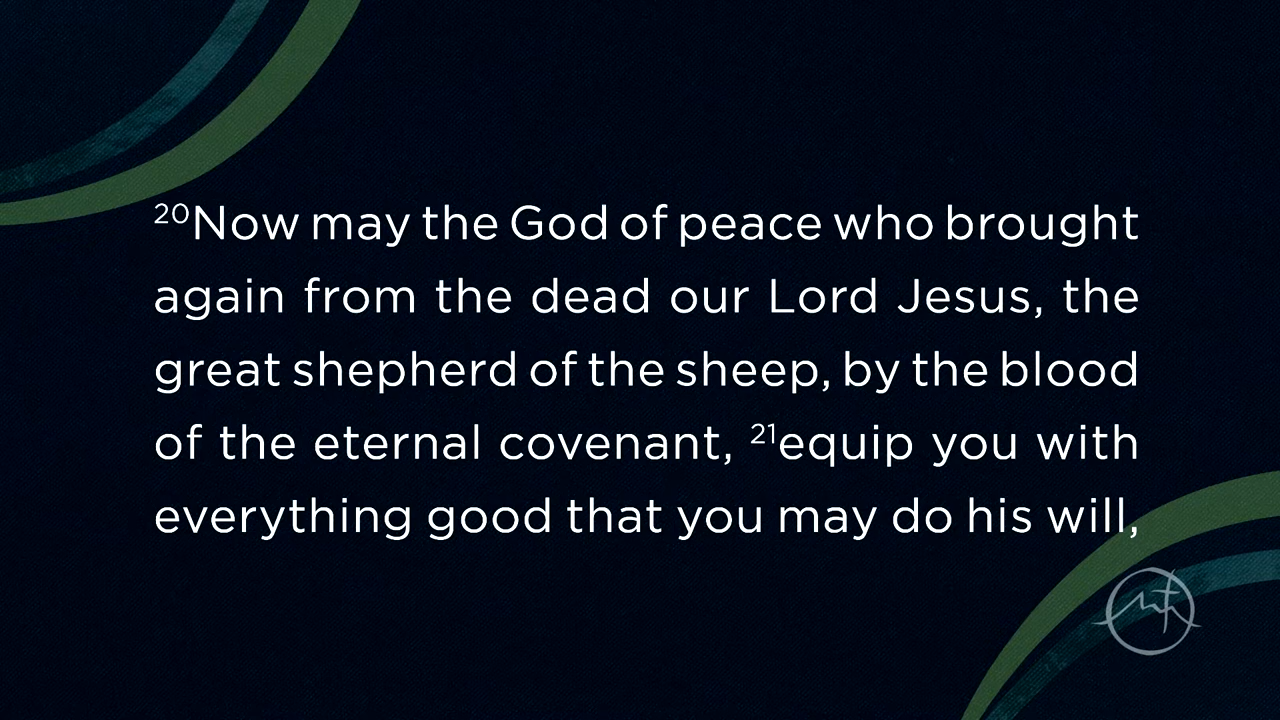 20Now may the God of peace who brought
again from the dead our Lord Jesus, the
great shepherd of the sheep, by the blood
of the eternal covenant, 21equip you with
everything good that you may do his will,